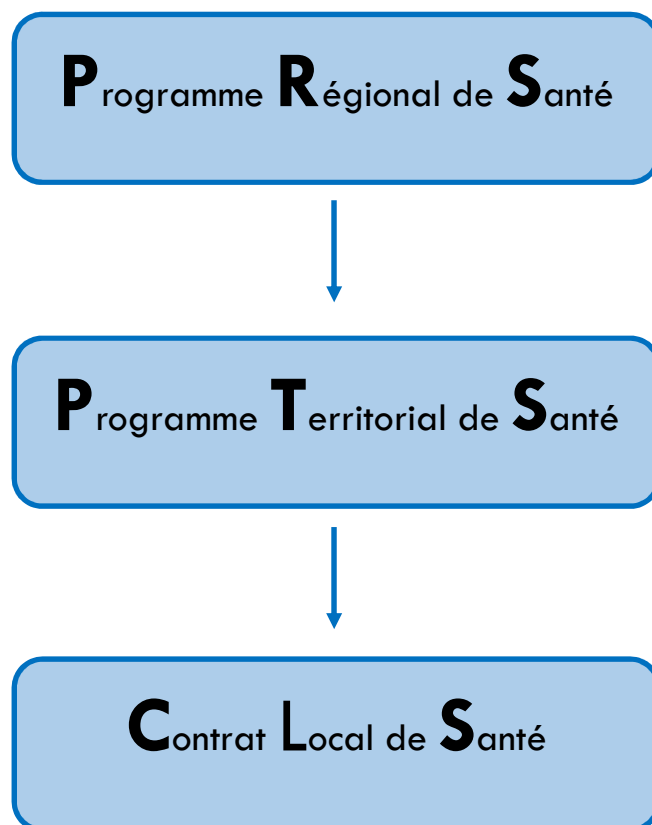 Programme Régional de Santé
Programme Territorial de Santé
Contrat Local de Santé